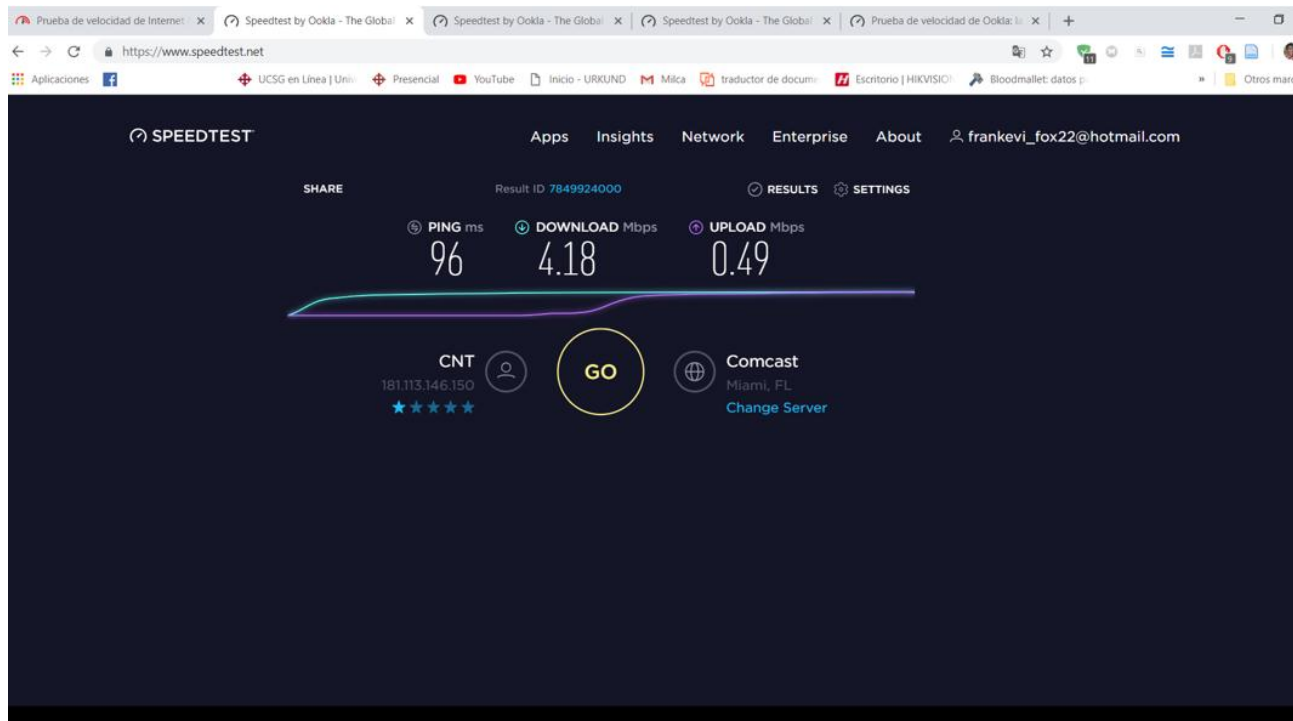 Prueba de velocidad de Internet
Speedtest by Ookla - The Global
Speedtest by Ookla - The Global
Speedtest by Ookla - The Global
Prueba de velocidad de Ookla: la
https://www.speedtest.net
Aplicaciones
UCSG en Línea | Univ
Presencial
YouTube
Inicio - URKUND
Milca
traductor de docume
Escritorio | HIKVISION
Bloodmallet: datos p
Otros mar
11
9
SPEEDTEST
Apps Insights Network Enterprise About frankevi_fox22@hotmail.com
SHARE Result ID 7849924000 RESULTS SETTINGS
PING ms DOWNLOAD Mbps UPLOAD Mbps
96 4.18 0.49
CNT GO Comcast
181.113.146.150 Miami, FL
Change Server